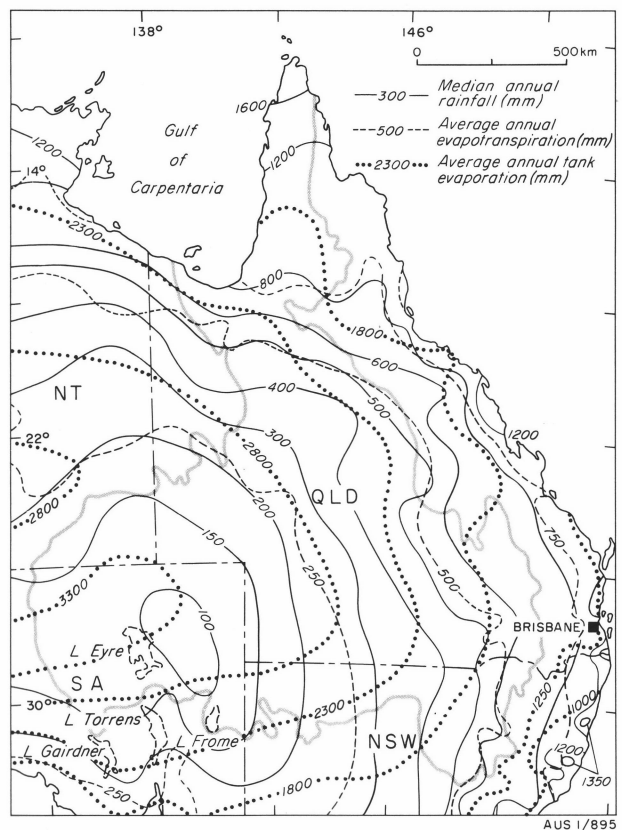 138°
146°
0 500km
300 Median annual
rainfall (mm)
500 Average annual
evapotranspiration (mm)
2300 Average annual tank
evaporation (mm)
1600
Gulf
of
Carpentaria
1200
1200
14°
2300
800
1800
600
NT
400
500
300
22°
2800
1200
2800
200
QLD
150
750
250
500
3300
100
BRISBANE
L Eyre
SA
1250
30°
L Torrens
2300
1000
L Gairdner
L Frome
NSW
1200
250
1800
1350
AUS 1/895